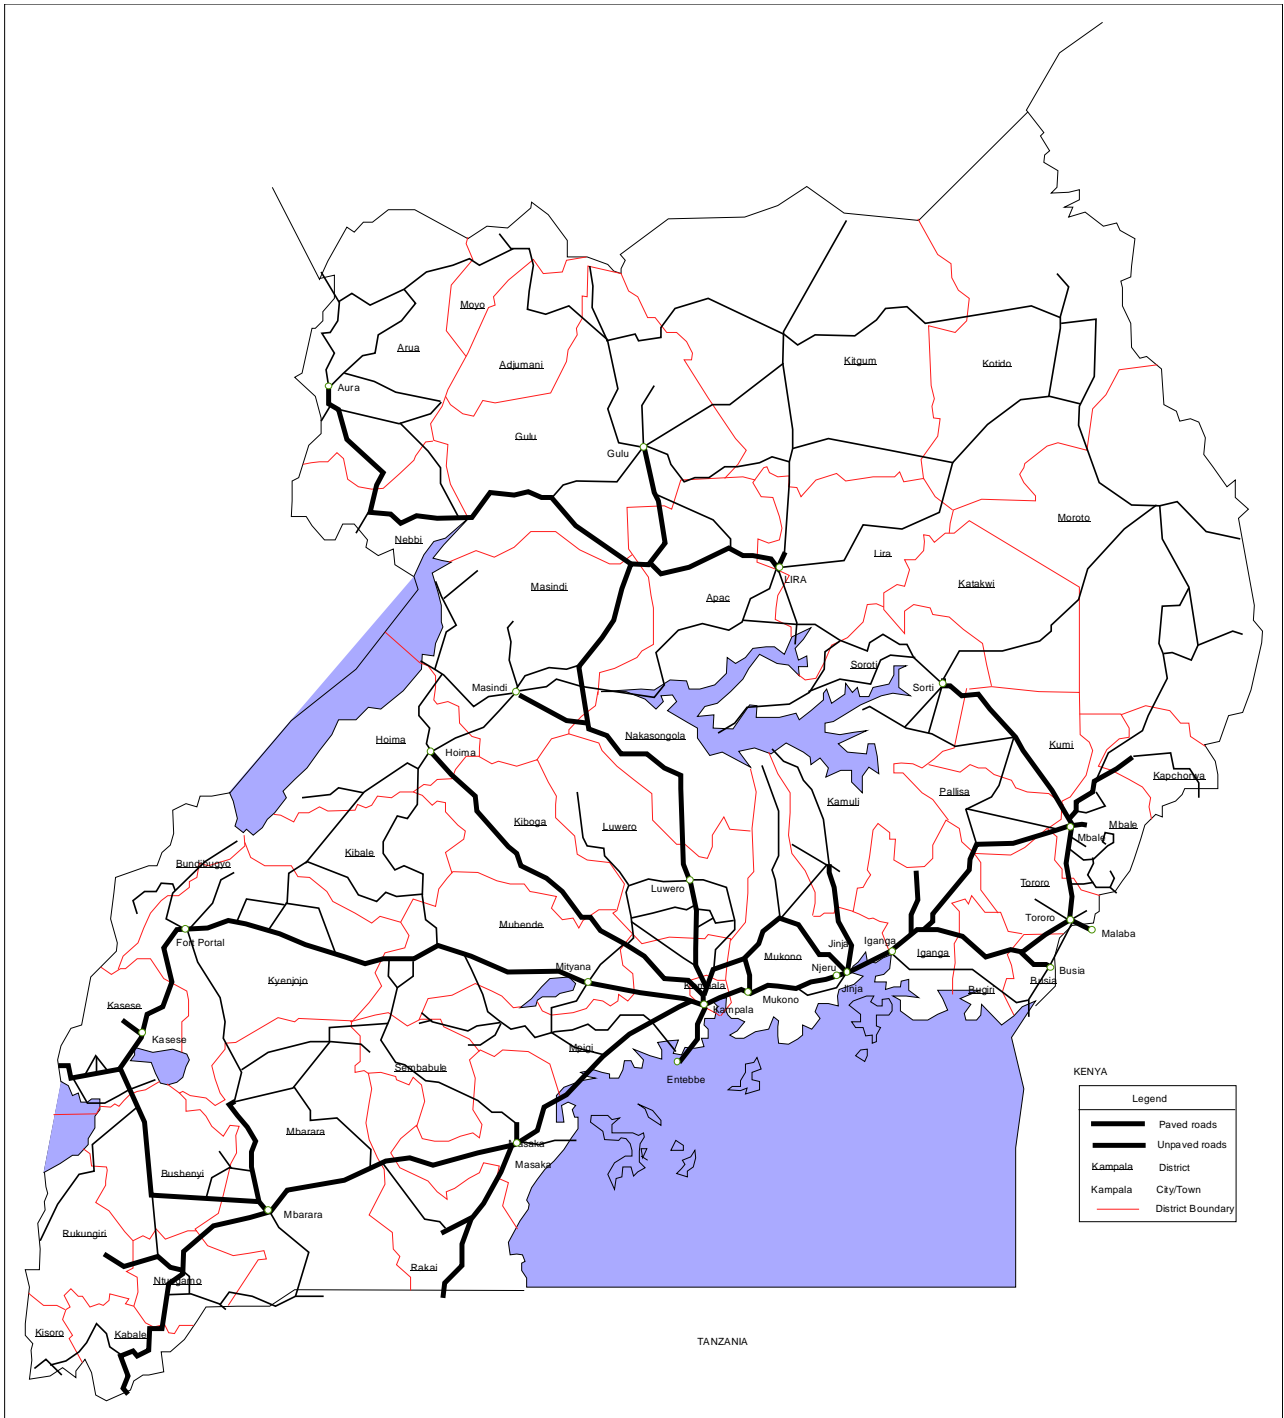 Moyo
Arua
Adjumani
Kitgum
Kotido
Aura
Gulu
Gulu
Moroto
Nebbi
Lira
Masindi
LIRA
Katakwi
Apac
Soroti
Masindi
Sorti
Nakasongola
Hoima
Hoima
Kumi
Kapchorwa
Pallisa
Kamuli
Kiboga
Luwero
Mbale
Mbale
Kibale
Bundibugyo
Luwero
Tororo
Muhende
Tororo
Malaba
Fort Portal
Jinja
Iganga
Iganga
Mukono
Mityana
Njeru
Busia
Kyenjojo
Kampala
Jinja
Busia
Bugiri
Mukono
Kasese
Kampala
Kasese
Mpigi
Sembabule
Entebbe
KENYA
Legend
Paved roads
Unpaved roads
Kampala District
Kampala City/Town
District Boundary
Mbarara
Masaka
Masaka
Bushenyi
Mbarara
Rukungiri
Rakai
Ntungamo
Kisoro
Kabale
TANZANIA